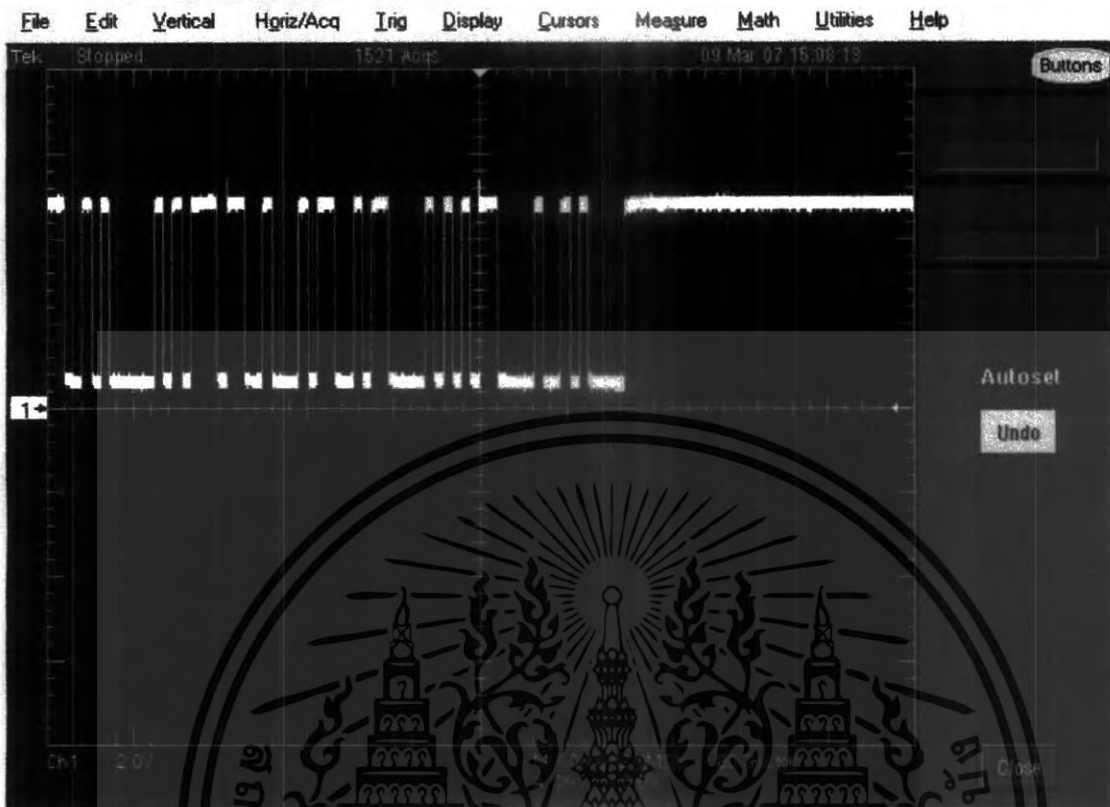 File Edit Vertical Horiz/Acq Trig Display Cursors Measure Math Utilities Help
Tek Stopped 1521 Acqs 09 Mar 07 15:08:13
Buttons
1
Autoset
Undo
Ch1 2.0V
Close